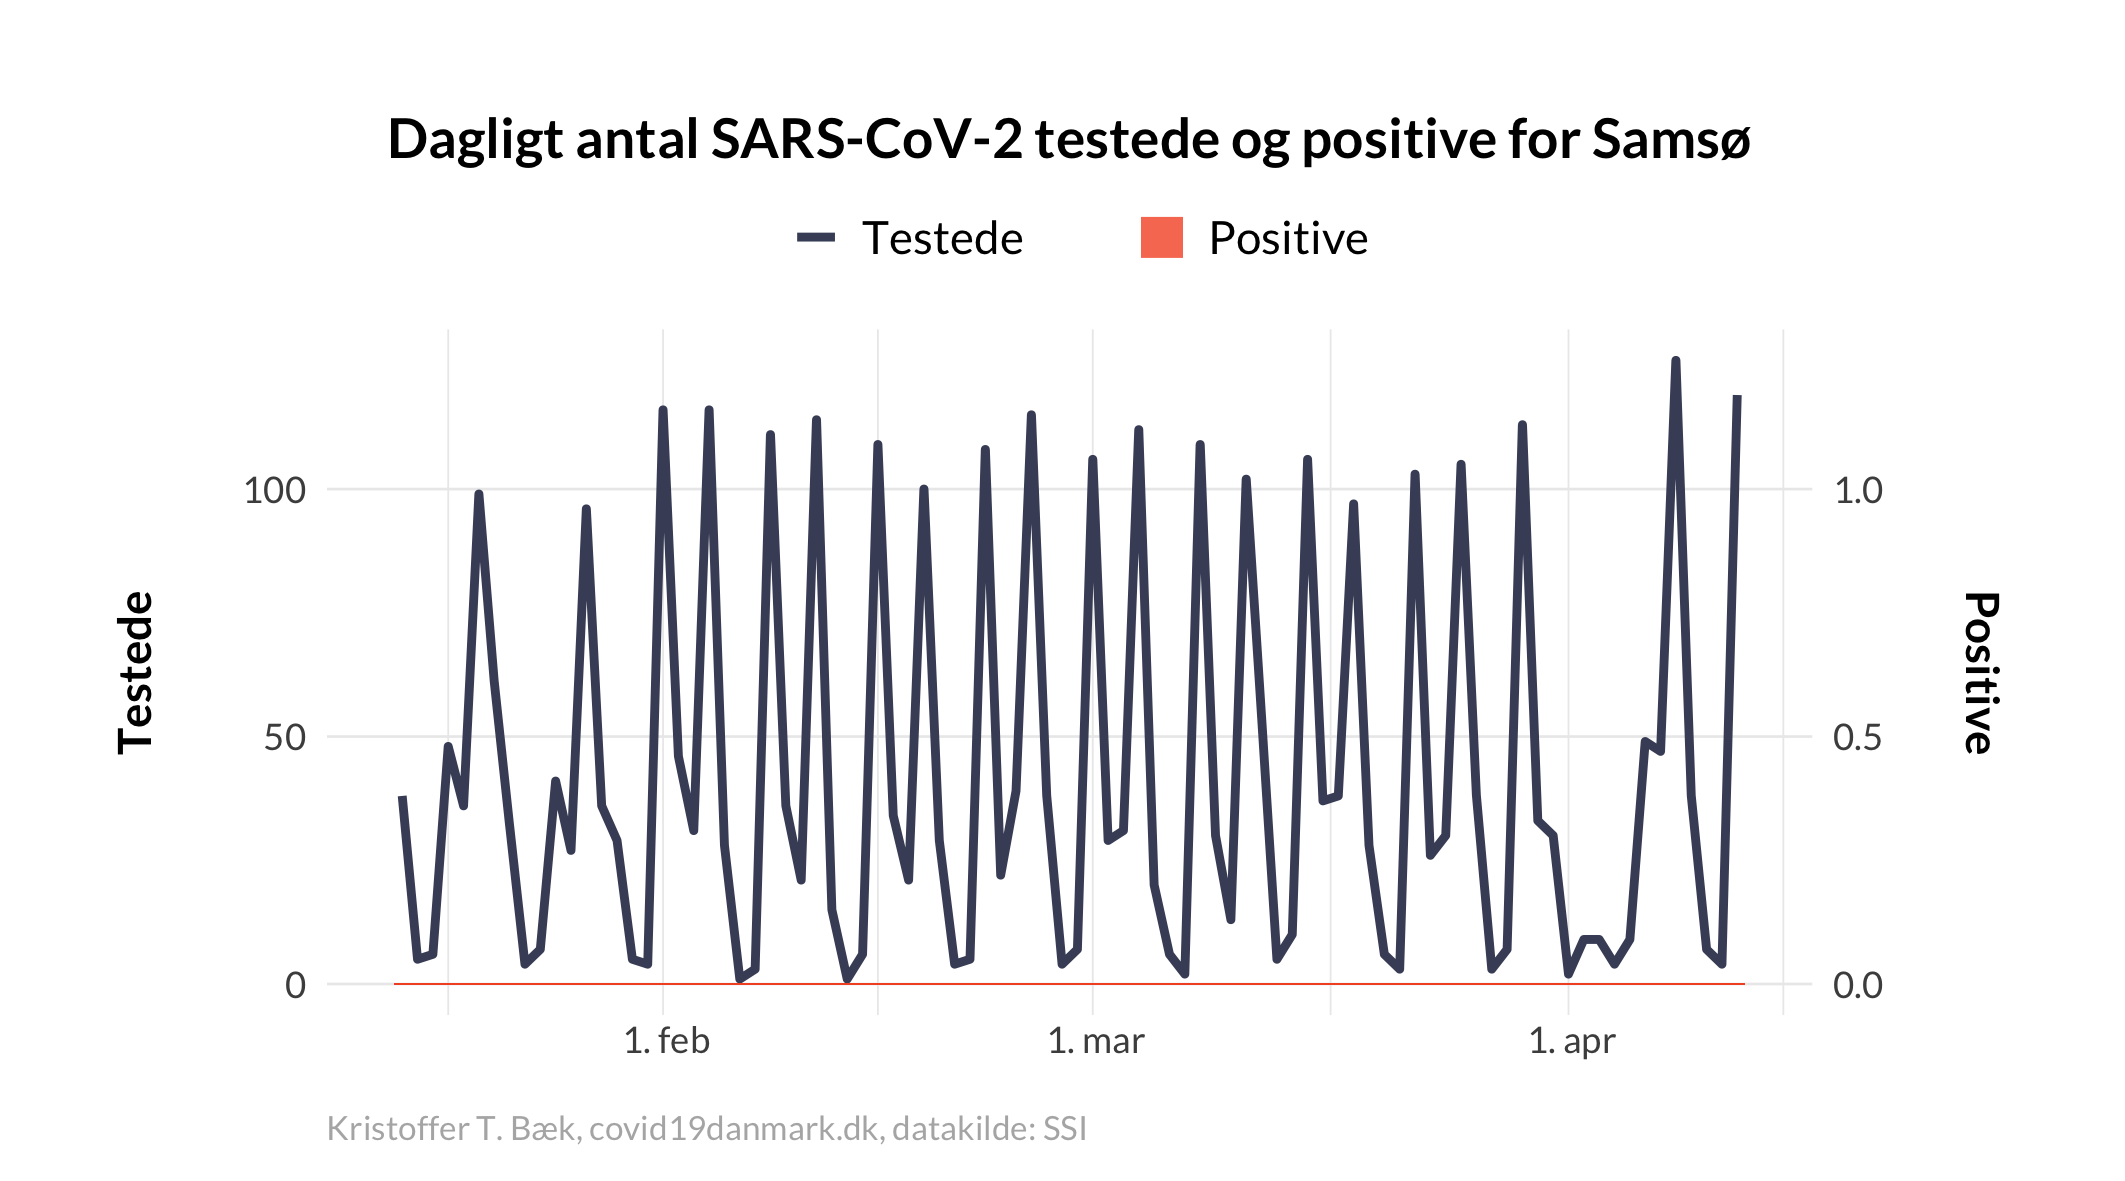 Dagligt antal SARS-CoV-2 testede og positive for Samsø
Testede
Positive
Testede
100
50
0
1.0
0.5
0.0
Positive
1. feb
1. mar
1. apr
Kristoffer T. Bæk, covid19danmark.dk, datakilde: SSI